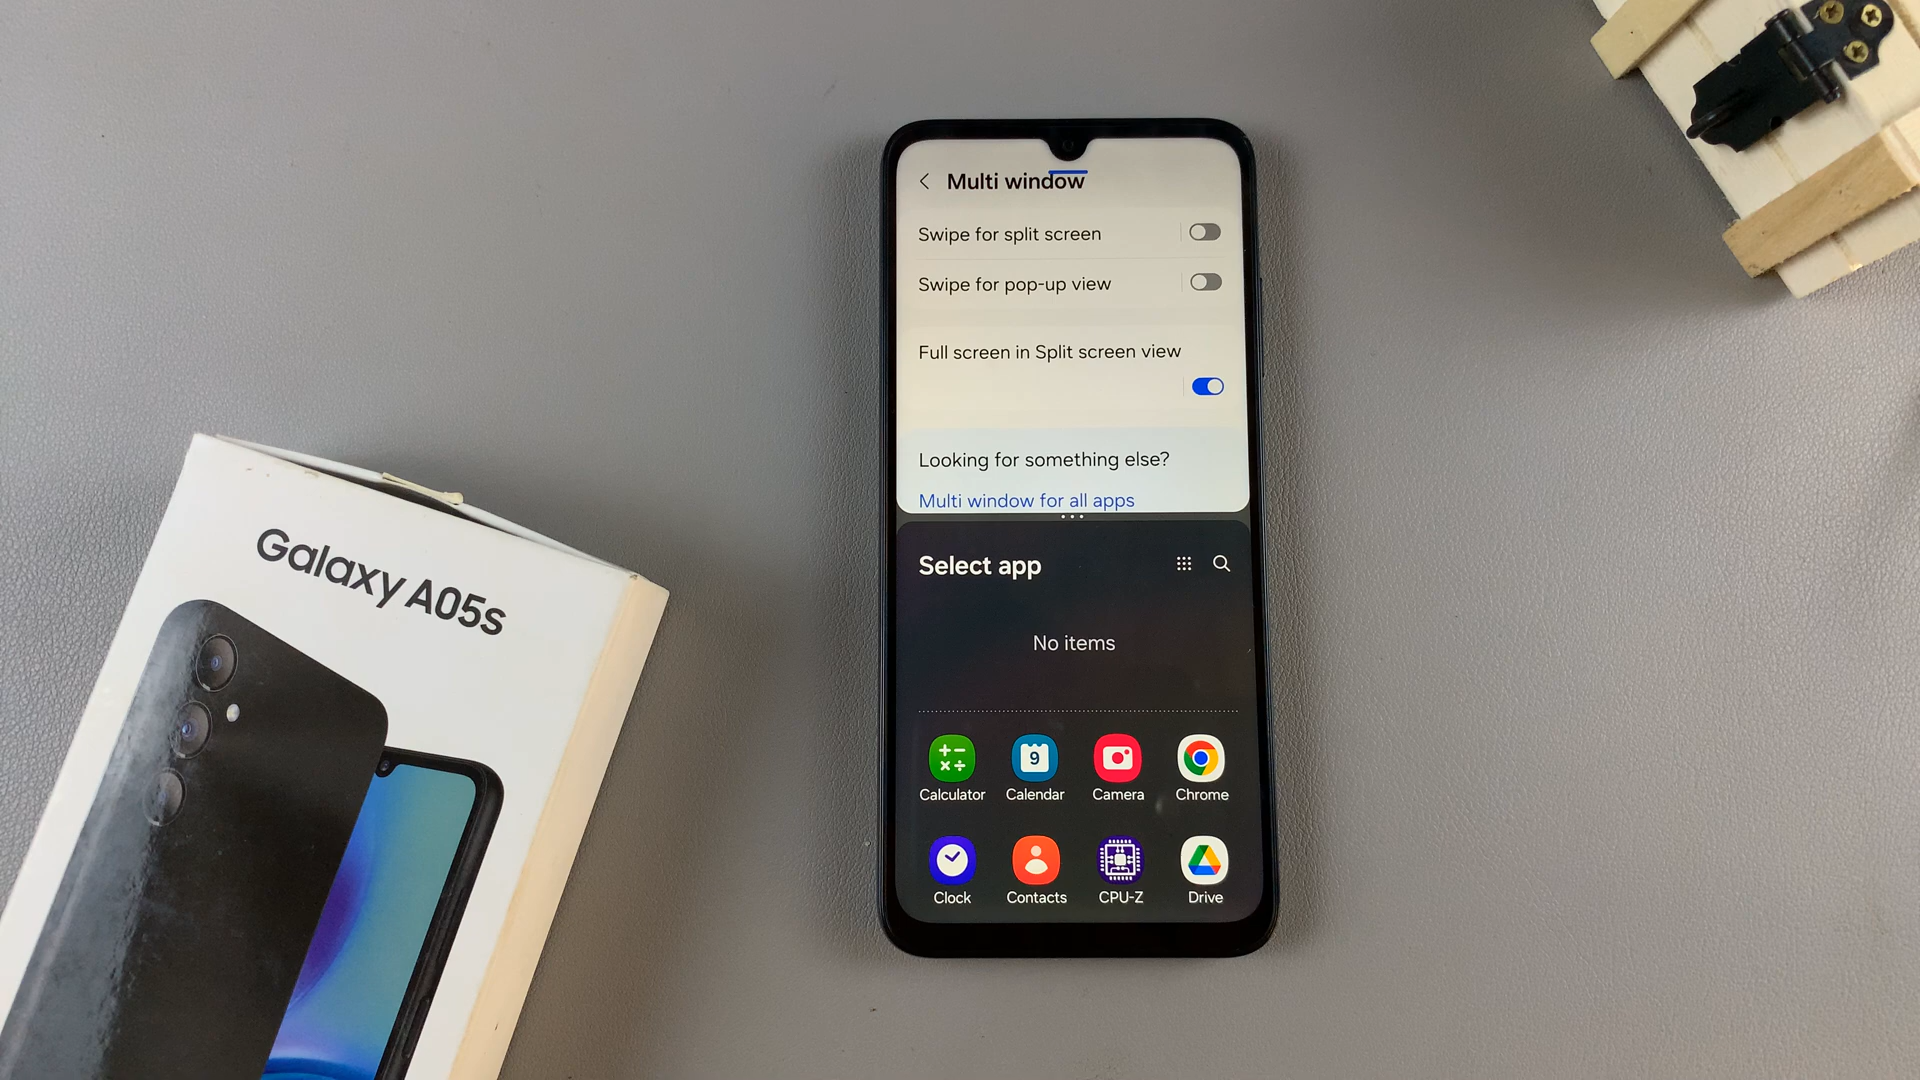 Multi window
Swipe for split screen
Swipe for pop-up view
Full screen in Split screen view
Looking for something else?
Multi window for all apps
Select app
No items
9
Calculator Calendar Camera Chrome
Clock Contacts CPU-Z Drive
Galaxy A05s